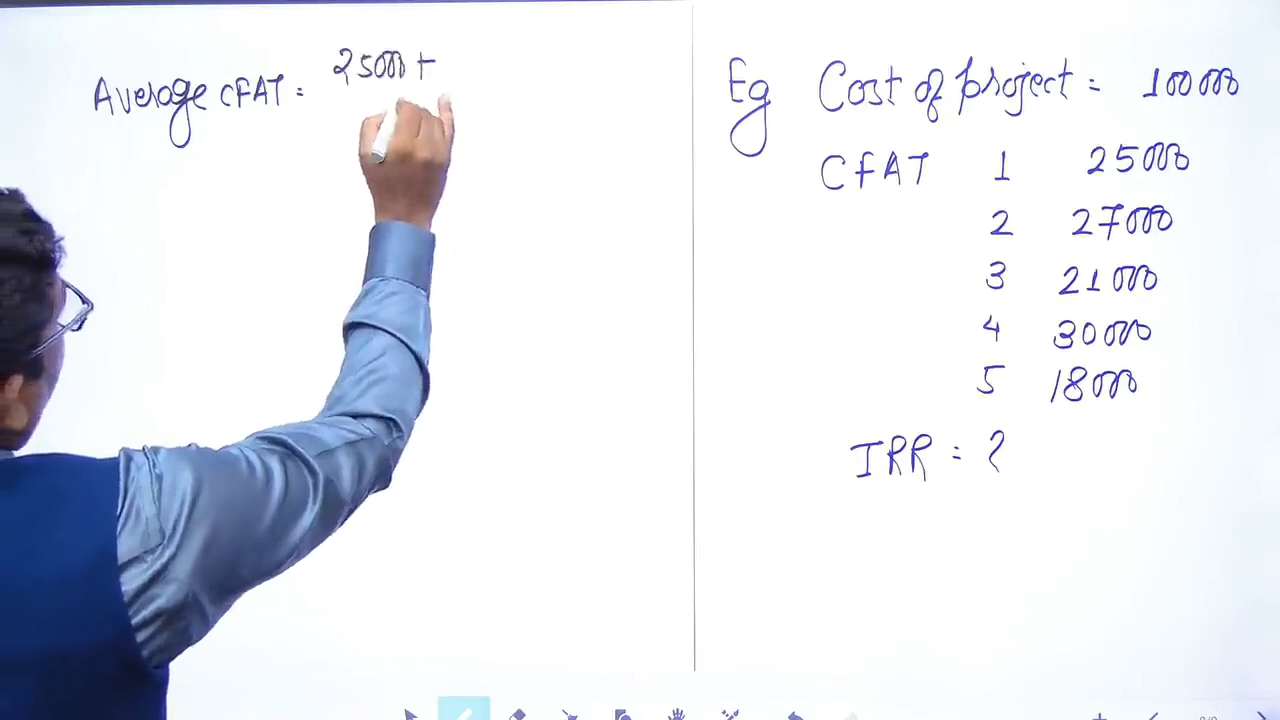 Average CFAT = 25000 +
Eg Cost of project = 100000
CFAT 1 25000
2 27000
3 21000
4 30000
5 18000
IRR = ?